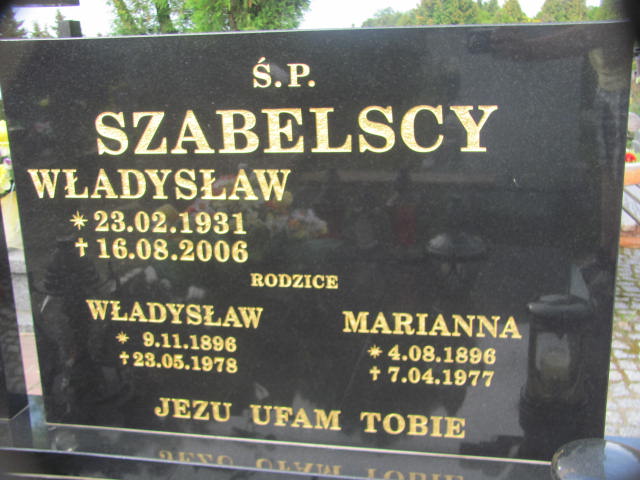 Ś.P.
SZABELSCY
WŁADYSŁAW
* 23.02.1931
† 16.08.2006
RODZICE
WŁADYSŁAW
* 9.11.1896
† 23.05.1978
MARIANNA
* 4.08.1896
† 7.04.1977
JEZU UFAM TOBIE